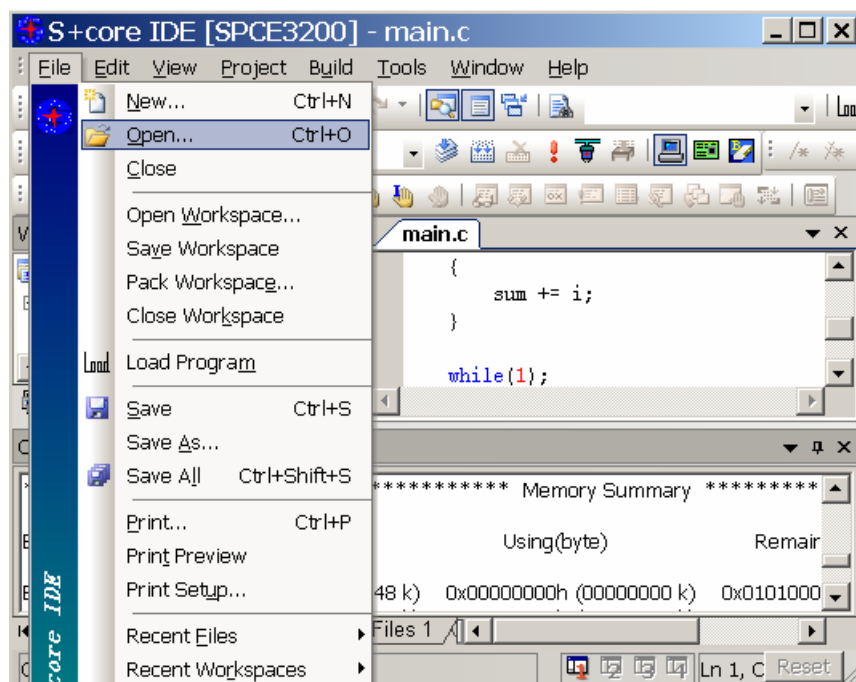 S+core IDE [SPCE3200] - main.c
File Edit View Project Build Tools Window Help
New... Ctrl+N
Open... Ctrl+O
Close
Open Workspace...
Save Workspace
Pack Workspace...
Close Workspace
Load Program
Save Ctrl+S
Save As...
Save All Ctrl+Shift+S
Print... Ctrl+P
Print Preview
Print Setup...
Recent Files
Recent Workspaces
core IDE
Load
/*
main.c
{
sum += i;
}
while(1);
********** Memory Summary *********
Using(byte) Remain
48 k) 0x00000000h (00000000 k) 0x0101000
Files 1
Ln 1, C Reset